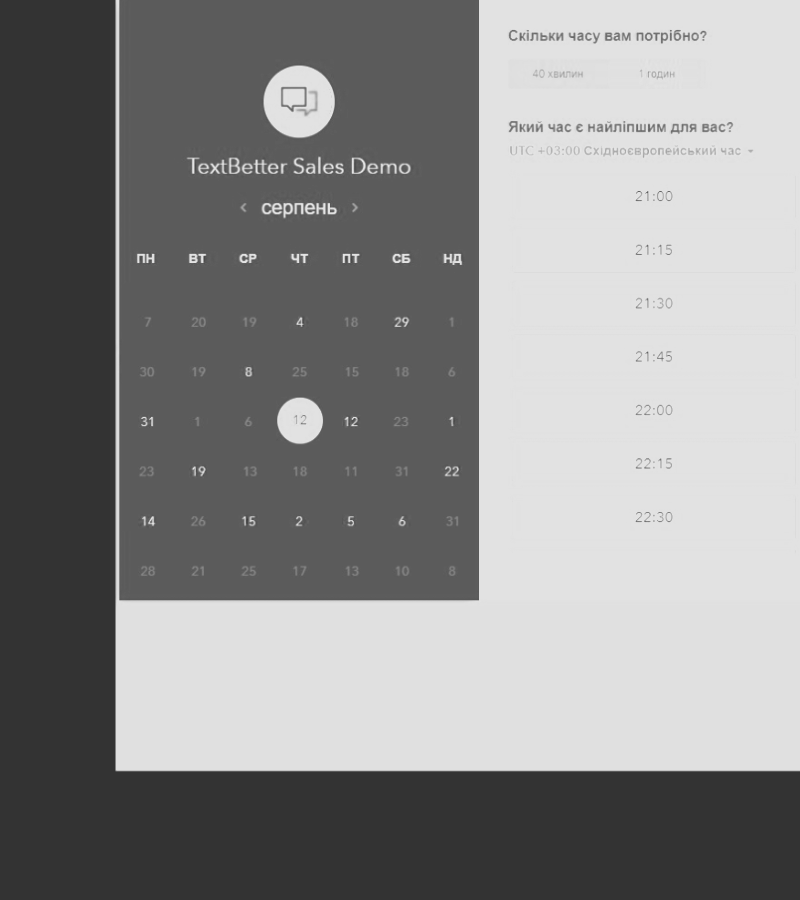 TextBetter Sales Demo
‹ серпень ›
ПН ВТ СР ЧТ ПТ СБ НД
7 20 19 4 18 29 1
30 19 8 25 15 18 6
31 1 6 12 12 23 1
23 19 13 18 11 31 22
14 26 15 2 5 6 31
28 21 25 17 13 10 8
Скільки часу вам потрібно?
40 хвилин 1 годин
Який час є найліпшим для вас?
UTC +03:00 Східноєвропейський час
21:00
21:15
21:30
21:45
22:00
22:15
22:30